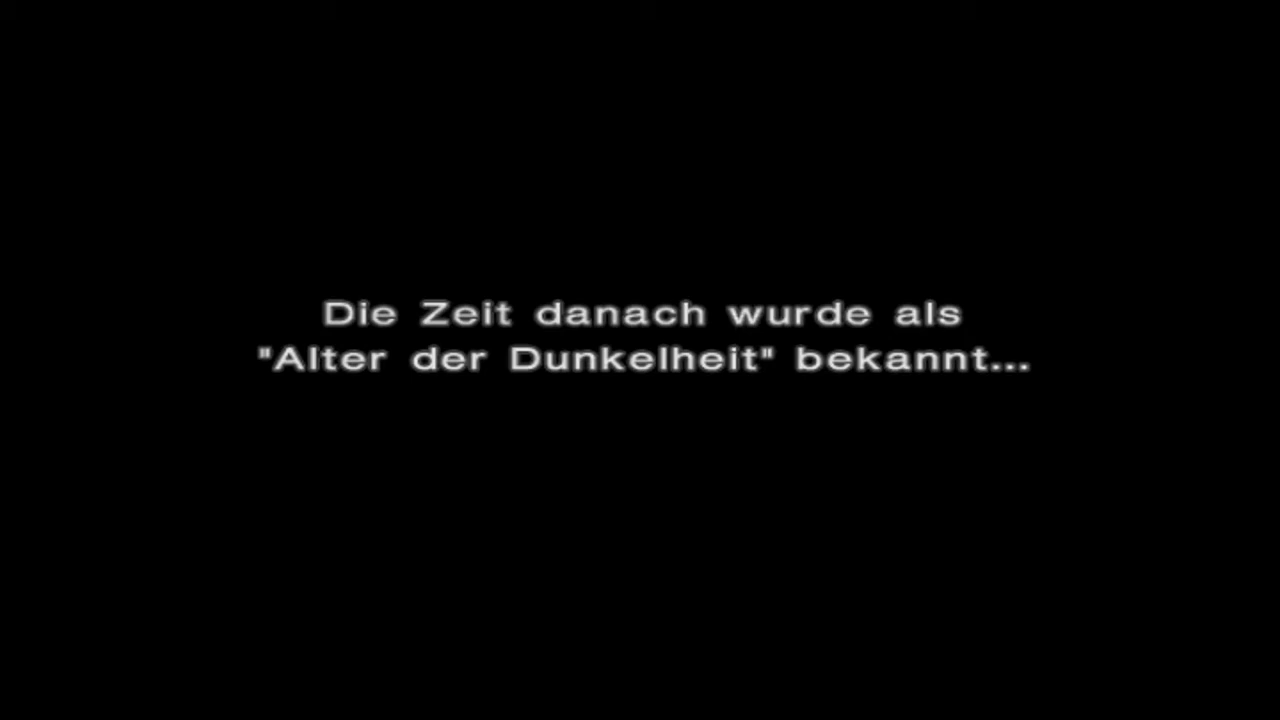 Die Zeit danach wurde als
"Alter der Dunkelheit" bekannt...